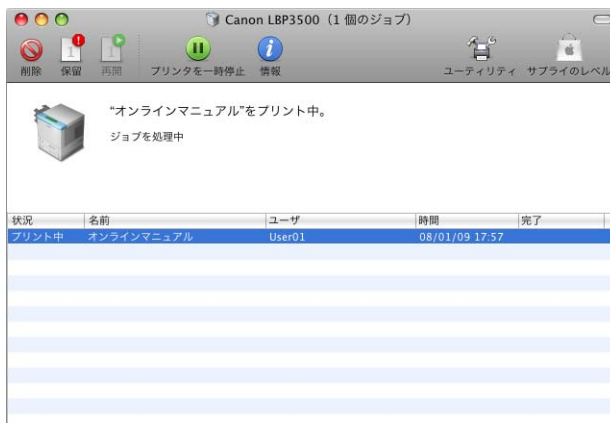 Canon LBP3500（1 個のジョブ）
削除 保留 再開 プリンタを一時停止 情報 ユーティリティ サプライのレベル
"オンラインマニュアル"をプリント中。
ジョブを処理中
状況 名前 ユーザ 時間 完了
プリント中 オンラインマニュアル User01 08/01/09 17:57